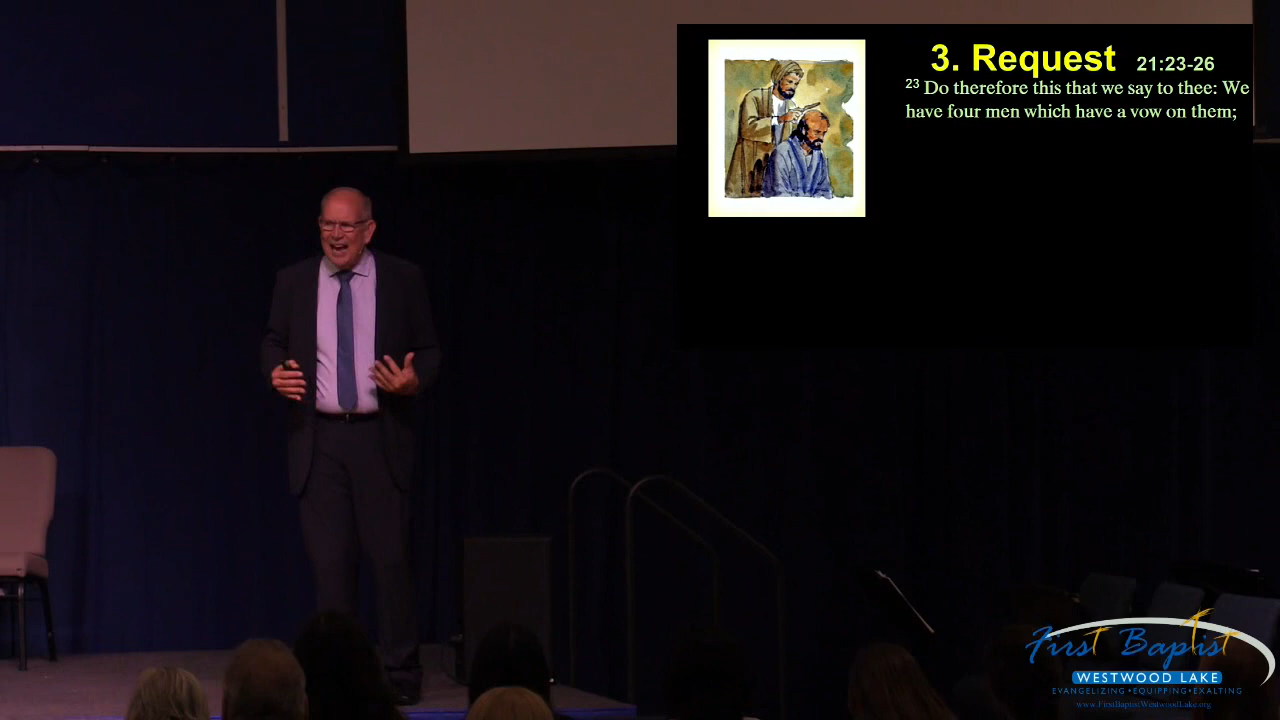 3. Request 21:23-26
23 Do therefore this that we say to thee: We
have four men which have a vow on them;
First Baptist
WESTWOOD LAKE
EVANGELIZING • EQUIPPING • EXALTING
www.FirstBaptistWestwoodLake.org